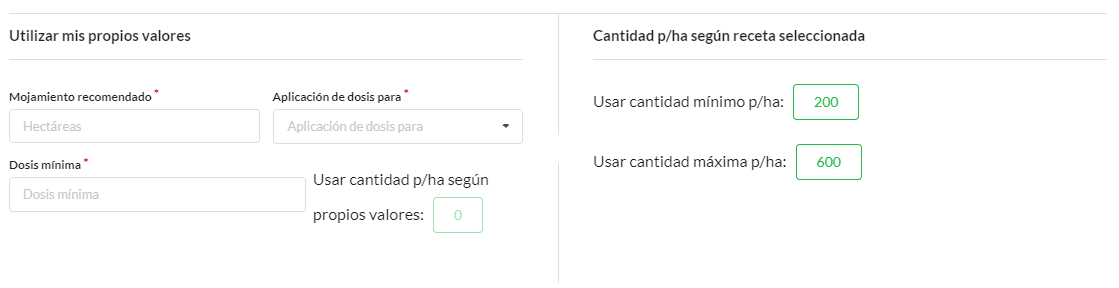 Utilizar mis propios valores
Mojamiento recomendado *
Hectáreas
Aplicación de dosis para *
Aplicación de dosis para
Dosis mínima *
Dosis mínima
Usar cantidad p/ha según
propios valores: 0
Cantidad p/ha según receta seleccionada
Usar cantidad mínimo p/ha: 200
Usar cantidad máxima p/ha: 600